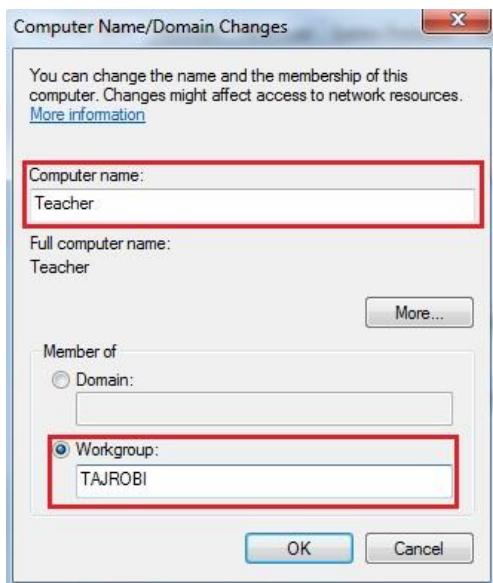 Computer Name/Domain Changes
You can change the name and the membership of this
computer. Changes might affect access to network resources.
More information
Computer name:
Teacher
Full computer name:
Teacher
More...
Member of
Domain:
Workgroup:
TAJROBI
OK Cancel